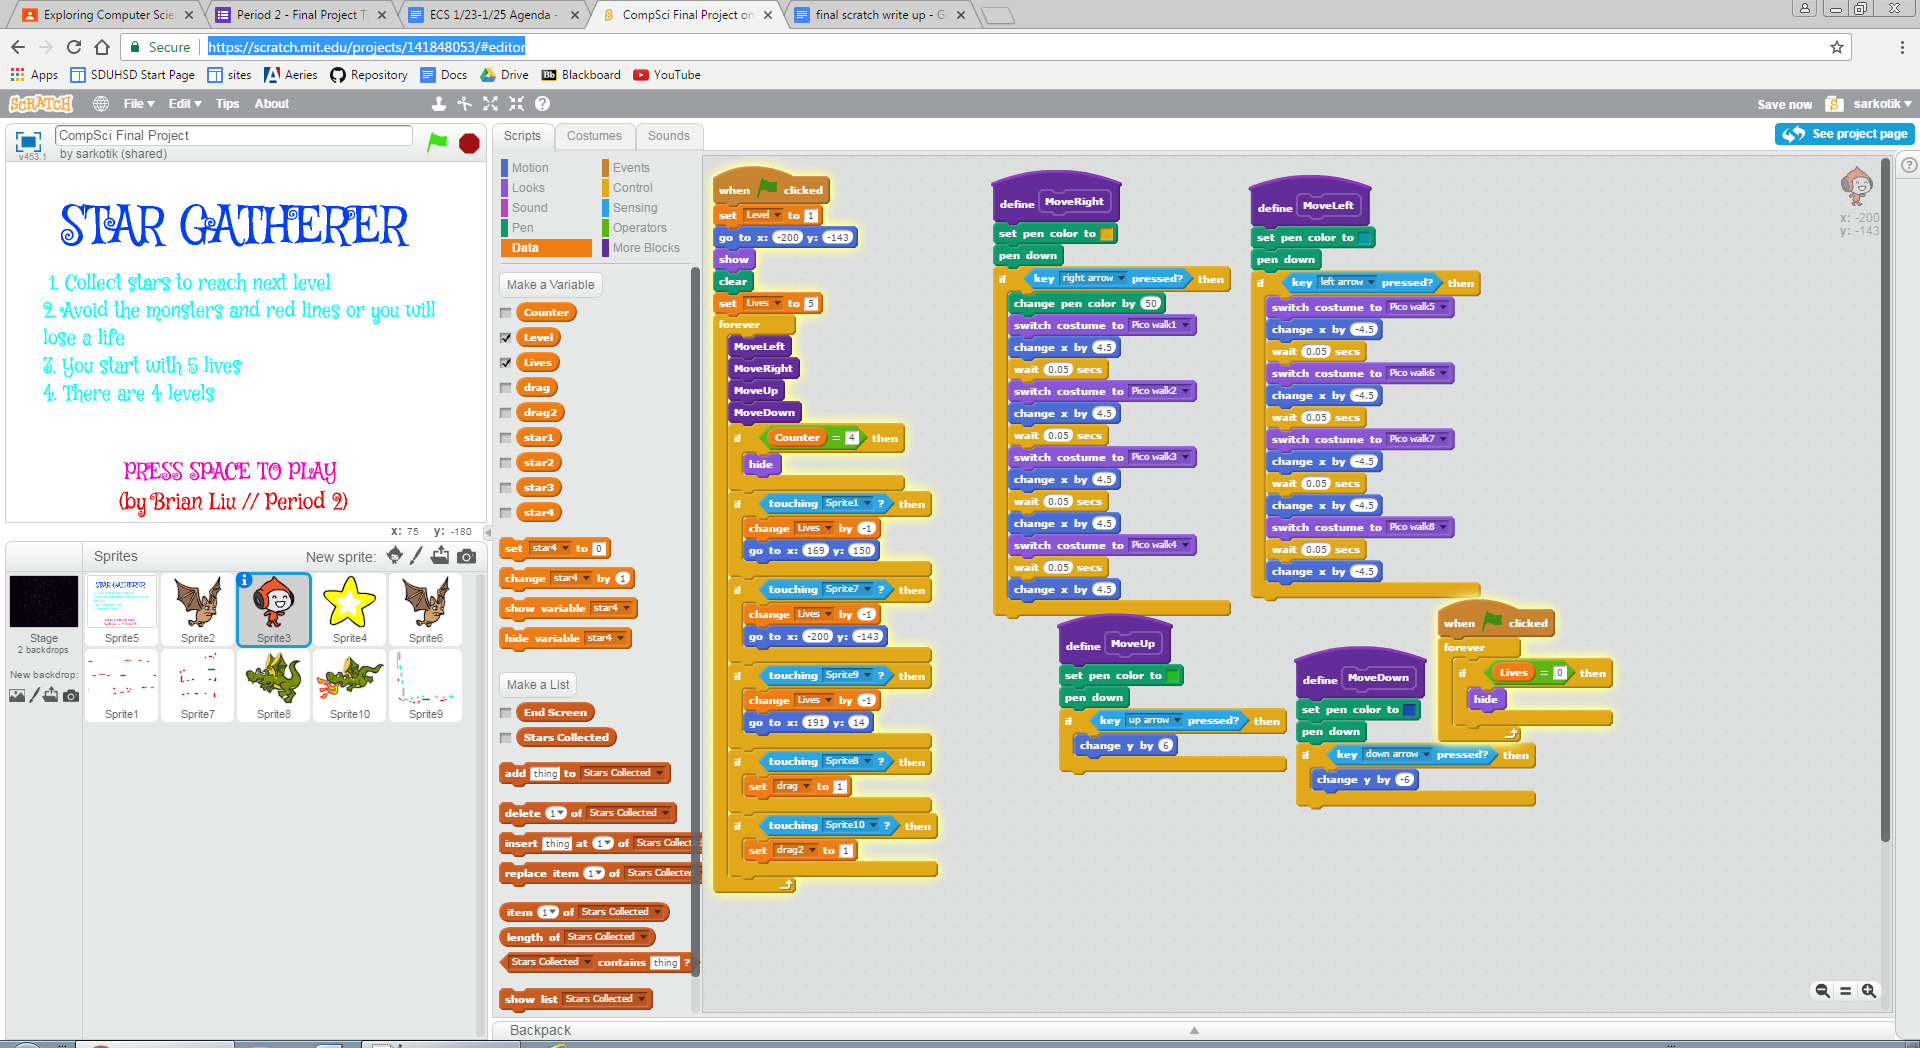 Exploring Computer Scie
Period 2 - Final Project T
ECS 1/23-1/25 Agenda -
CompSci Final Project on
final scratch write up - G
Secure
https://scratch.mit.edu/projects/141848053/#editor
Apps
SDUHSD Start Page
sites
Aeries
Repository
Docs
Drive
Bb Blackboard
YouTube
SCRATCH
File
Edit
Tips
About
Save now
sarkotik
v453.1
CompSci Final Project
by sarkotik (shared)
Scripts
Costumes
Sounds
See project page
STAR GATHERER
1. Collect stars to reach next level
2. Avoid the monsters and red lines or you will
lose a life
3. You start with 5 lives
4. There are 4 levels
PRESS SPACE TO PLAY
(by Brian Liu // Period 2)
x: 75 y: -180
Sprites
New sprite:
Stage
2 backdrops
New backdrop:
Sprite5
Sprite2
Sprite3
Sprite4
Sprite6
Sprite1
Sprite7
Sprite8
Sprite10
Sprite9
Motion
Looks
Sound
Pen
Data
Events
Control
Sensing
Operators
More Blocks
Make a Variable
Counter
Level
Lives
drag
drag2
star1
star2
star3
star4
set star4 to 0
change star4 by 1
show variable star4
hide variable star4
Make a List
End Screen
Stars Collected
add thing to Stars Collected
delete 1 of Stars Collected
insert thing at 1 of Stars Collect
replace item 1 of Stars Collected
item 1 of Stars Collected
length of Stars Collected
Stars Collected contains thing ?
show list Stars Collected
when clicked
set Level to 1
go to x: -200 y: -143
show
clear
set Lives to 5
forever
MoveLeft
MoveRight
MoveUp
MoveDown
if Counter = 4 then
hide
if touching Sprite1 ? then
change Lives by -1
go to x: 169 y: 150
if touching Sprite7 ? then
change Lives by -1
go to x: -200 y: -143
if touching Sprite9 ? then
change Lives by -1
go to x: 191 y: 14
if touching Sprite8 ? then
set drag to 1
if touching Sprite10 ? then
set drag2 to 1
define MoveRight
set pen color to
pen down
if key right arrow pressed? then
change pen color by 50
switch costume to Pico walk1
change x by 4.5
wait 0.05 secs
switch costume to Pico walk2
change x by 4.5
wait 0.05 secs
switch costume to Pico walk3
change x by 4.5
wait 0.05 secs
change x by 4.5
switch costume to Pico walk4
wait 0.05 secs
change x by 4.5
define MoveLeft
set pen color to
pen down
if key left arrow pressed? then
switch costume to Pico walk5
change x by -4.5
wait 0.05 secs
switch costume to Pico walk6
change x by -4.5
wait 0.05 secs
switch costume to Pico walk7
change x by -4.5
wait 0.05 secs
change x by -4.5
switch costume to Pico walk8
wait 0.05 secs
change x by -4.5
define MoveUp
set pen color to
pen down
if key up arrow pressed? then
change y by 6
define MoveDown
set pen color to
pen down
if key down arrow pressed? then
change y by -6
when clicked
forever
if Lives = 0 then
hide
x: -200
y: -143
Backpack